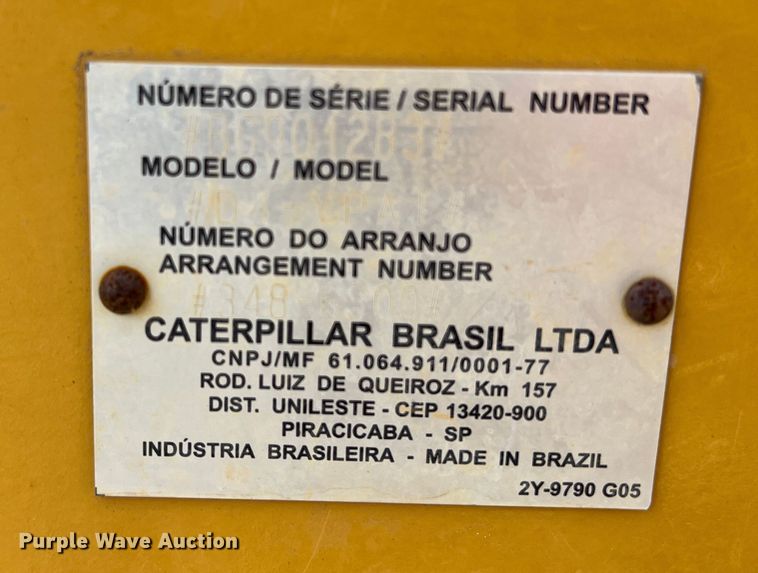 NÚMERO DE SÉRIE / SERIAL NUMBER
MODELO / MODEL
NÚMERO DO ARRANJO
ARRANGEMENT NUMBER
CATERPILLAR BRASIL LTDA
CNPJ/MF 61.064.911/0001-77
ROD. LUIZ DE QUEIROZ - Km 157
DIST. UNILESTE - CEP 13420-900
PIRACICABA - SP
INDÚSTRIA BRASILEIRA - MADE IN BRAZIL
2Y-9790 G05
Purple Wave Auction